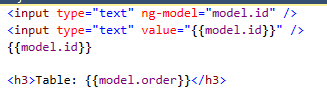 <input type="text" ng-model="model.id" />
<input type="text" value="{{model.id}}" />
{{model.id}}
<h3>Table: {{model.order}}</h3>